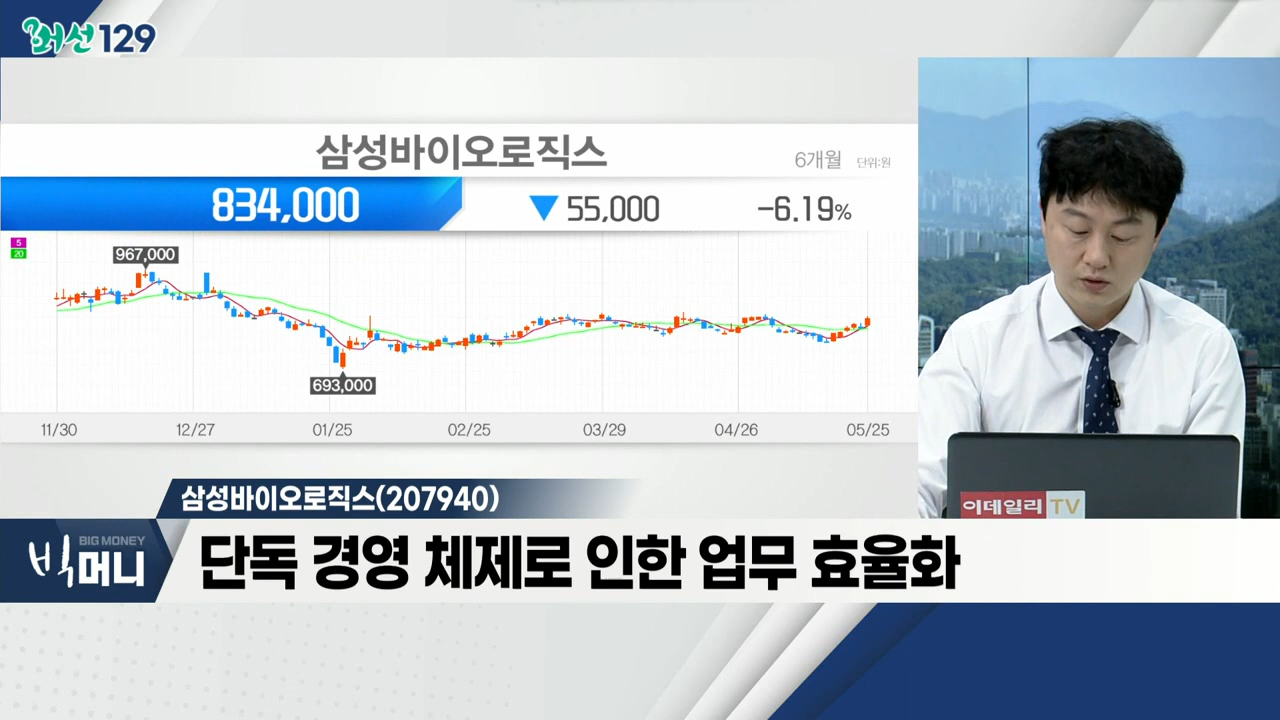 머선129
삼성바이오로직스
6개월 단위:원
834,000 ▼ 55,000 -6.19%
5
20
967,000
693,000
11/30 12/27 01/25 02/25 03/29 04/26 05/25
삼성바이오로직스(207940)
이데일리TV
BIG MONEY
빅머니
단독 경영 체제로 인한 업무 효율화